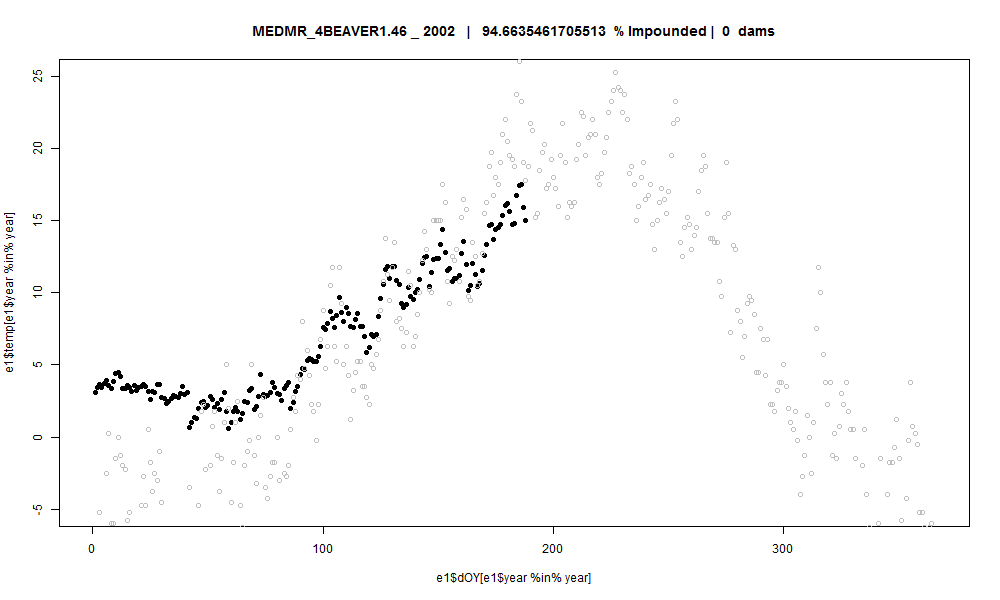 MEDMR_4BEAVER1.46 _ 2002 | 94.6635461705513 % Impounded | 0 dams
e1$temp[e1$year %in% year]
25
20
15
10
5
0
-5
0 100 200 300
e1$dOY[e1$year %in% year]